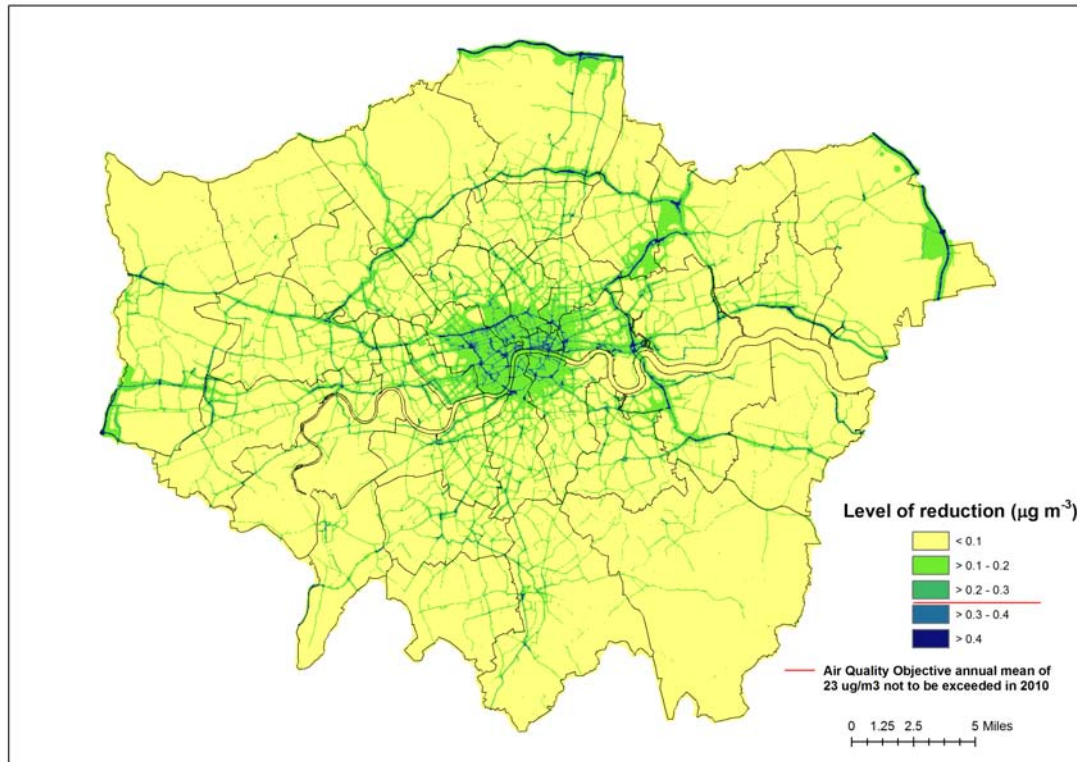 Level of reduction (µg m⁻³)
< 0.1
> 0.1 - 0.2
> 0.2 - 0.3
> 0.3 - 0.4
> 0.4
Air Quality Objective annual mean of
23 ug/m3 not to be exceeded in 2010
0 1.25 2.5 5 Miles